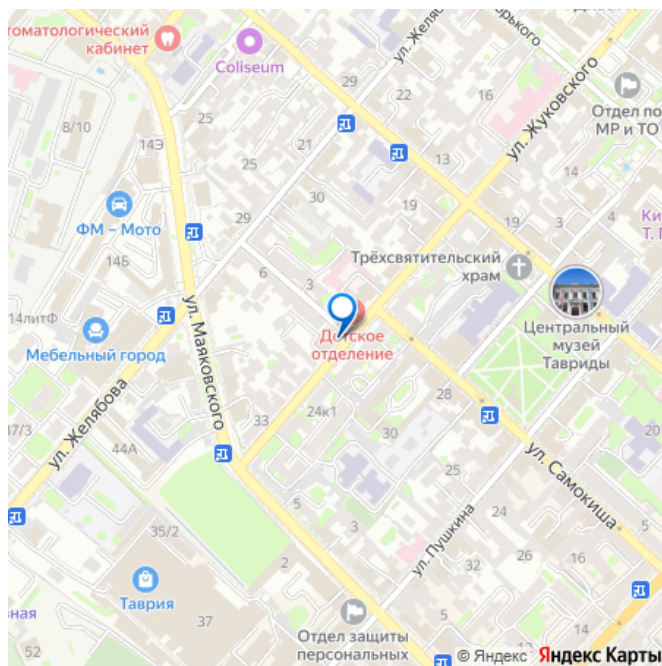 томатологический
кабинет
Coliseum
ул. Желя
орького
29
22
16
Отдел по
МР и ТО
ул. Жуковского
8/10
25
25
14Э
21
13
30
ФМ – Мото
29
19
19
3
4
Трёхсвятительский
храм
14Б
6
3
14литФ
Центральный
музей
Тавриды
Мебельный город
ул. Маяковского
Детское
отделение
ул. Желябова
24к1
28
33
30
37/3
44А
25
20
ул. Самокиша
5
35/2
3
24
ул. Пушкина
26
14
2
32
16
Таврия
вная
37
Отдел защиты
персональных
52
© Яндекс Яндекс Карты